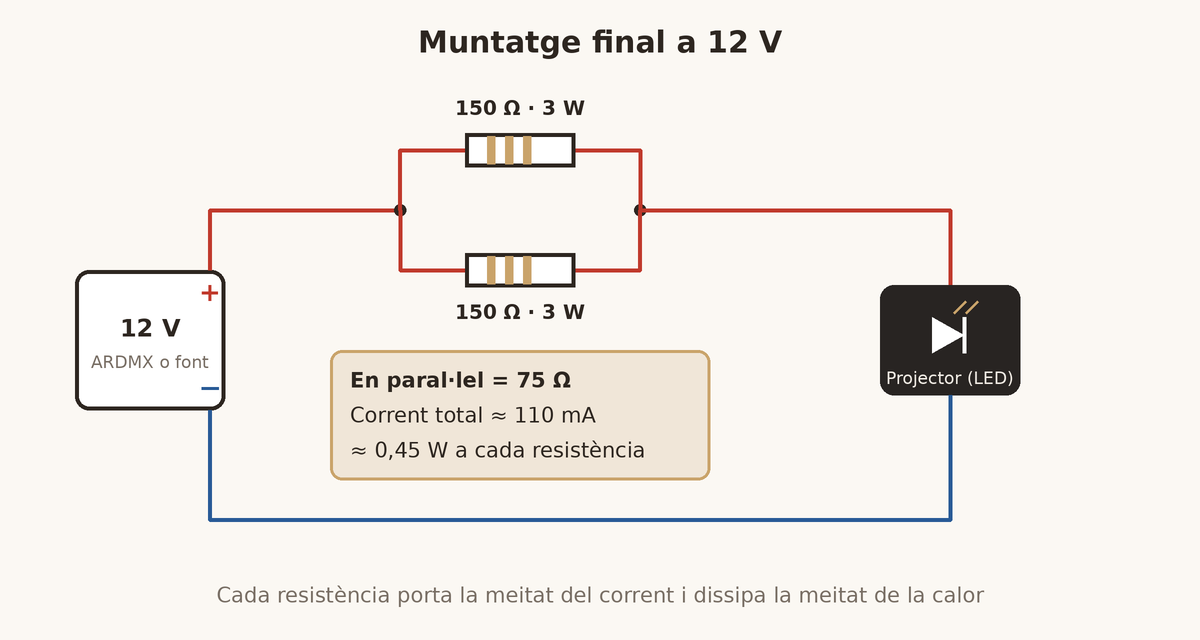 Muntatge final a 12 V
150 Ω · 3 W
150 Ω · 3 W
+
12 V
ARDMX o font
−
Projector (LED)
En paral·lel = 75 Ω
Corrent total ≈ 110 mA
≈ 0,45 W a cada resistència
Cada resistència porta la meitat del corrent i dissipa la meitat de la calor